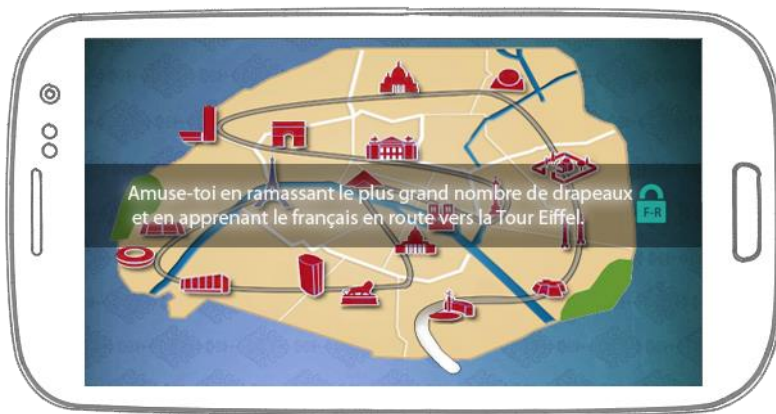 Amuse-toi en ramassant le plus grand nombre de drapeaux
et en apprenant le français en route vers la Tour Eiffel.
F-R